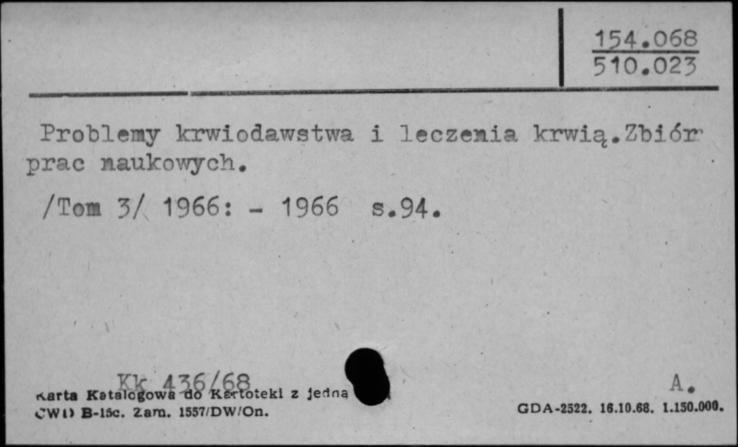 154.068
510.023
Problemy krwiodawstwa i leczenia krwią.Zbiór
prac naukowych.
/Tom 3/ 1966: - 1966 s.94.
Kk 436/68 A.
Karta Katalogowa do Kartoteki z jedną
CWD B-15c. Zam. 1557/DW/On. GDA-2522. 16.10.68. 1.150.000.